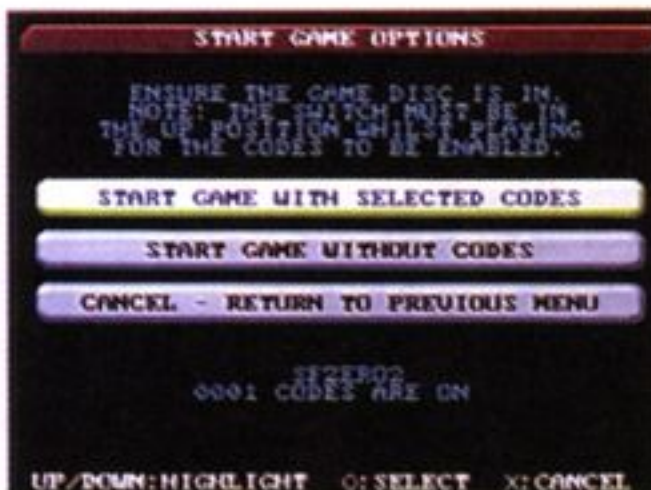 START GAME OPTIONS
ENSURE THE GAME DISC IS IN.
NOTE: THE SWITCH MUST BE IN
THE UP POSITION WHILST PLAYING
FOR THE CODES TO BE ENABLED.
START GAME WITH SELECTED CODES
START GAME WITHOUT CODES
CANCEL - RETURN TO PREVIOUS MENU
SFZERO2
0001 CODES ARE ON
UP/DOWN:HIGHLIGHT O:SELECT X:CANCEL